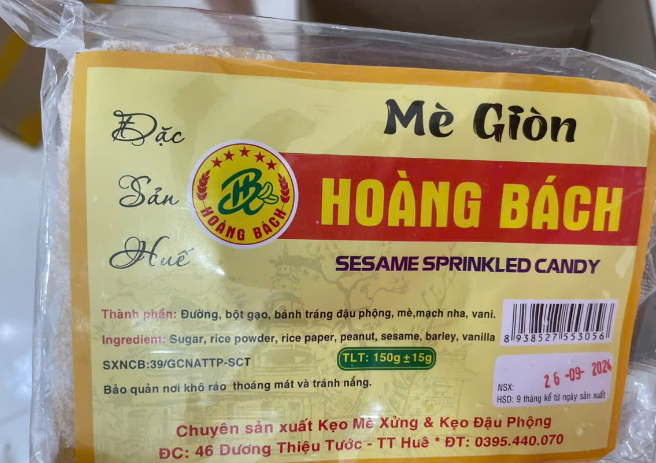 Mè Giòn
Đặc
Sản
Huế
HB
HOÀNG BÁCH
HOÀNG BÁCH
SESAME SPRINKLED CANDY
Thành phần: Đường, bột gạo, bánh tráng đậu phộng, mè,mạch nha, vani.
Ingredient: Sugar, rice powder, rice paper, peanut, sesame, barley, vanilla
8 938527 553056
SXNCB:39/GCNATTP-SCT
TLT: 150g ± 15g
Bảo quản nơi khô ráo thoáng mát và tránh nắng.
NSX: 26-09-2024
HSD: 9 tháng kể từ ngày sản xuất
Chuyên sản xuất Kẹo Mè Xửng & Kẹo Đậu Phộng
ĐC: 46 Dương Thiệu Tước - TT Huế * ĐT: 0395.440.070